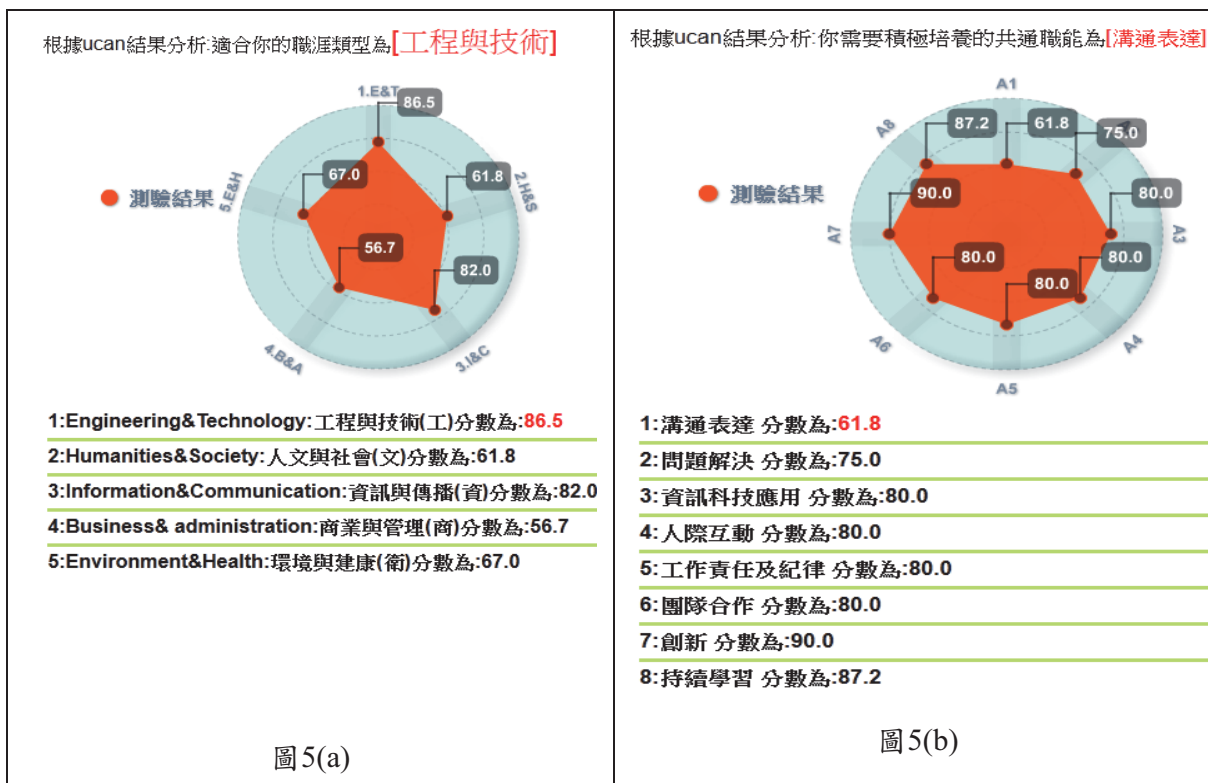 根據ucan結果分析:適合你的職涯類型為[工程與技術]
1.E&T
86.5
67.0
61.8
5.E&H
2.H&S
測驗結果
56.7
82.0
4.B&A
3.I&C
1:Engineering&Technology:工程與技術(工)分數為:86.5
2:Humanities&Society:人文與社會(文)分數為:61.8
3:Information&Communication:資訊與傳播(資)分數為:82.0
4:Business& administration:商業與管理(商)分數為:56.7
5:Environment&Health:環境與建康(衛)分數為:67.0
圖5(a)
根據ucan結果分析:你需要積極培養的共通職能為[溝通表達]
A1
A8
87.2
61.8
75.0
測驗結果
90.0
80.0
A7
A3
80.0
80.0
80.0
A6
A4
A5
1:溝通表達 分數為:61.8
2:問題解決 分數為:75.0
3:資訊科技應用 分數為:80.0
4:人際互動 分數為:80.0
5:工作責任及紀律 分數為:80.0
6:團隊合作 分數為:80.0
7:創新 分數為:90.0
8:持續學習 分數為:87.2
圖5(b)